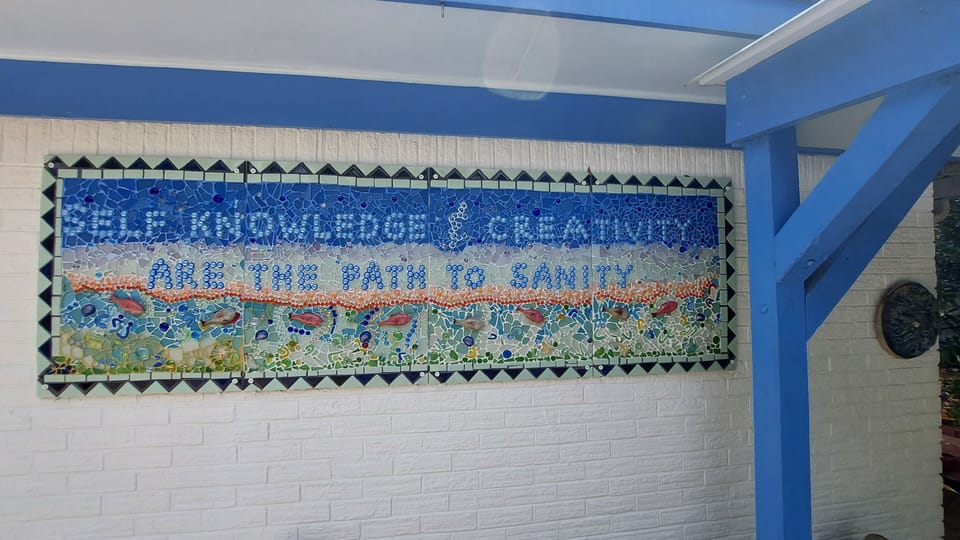 SELF KNOWLEDGE & CREATIVITY
ARE THE PATH TO SANITY